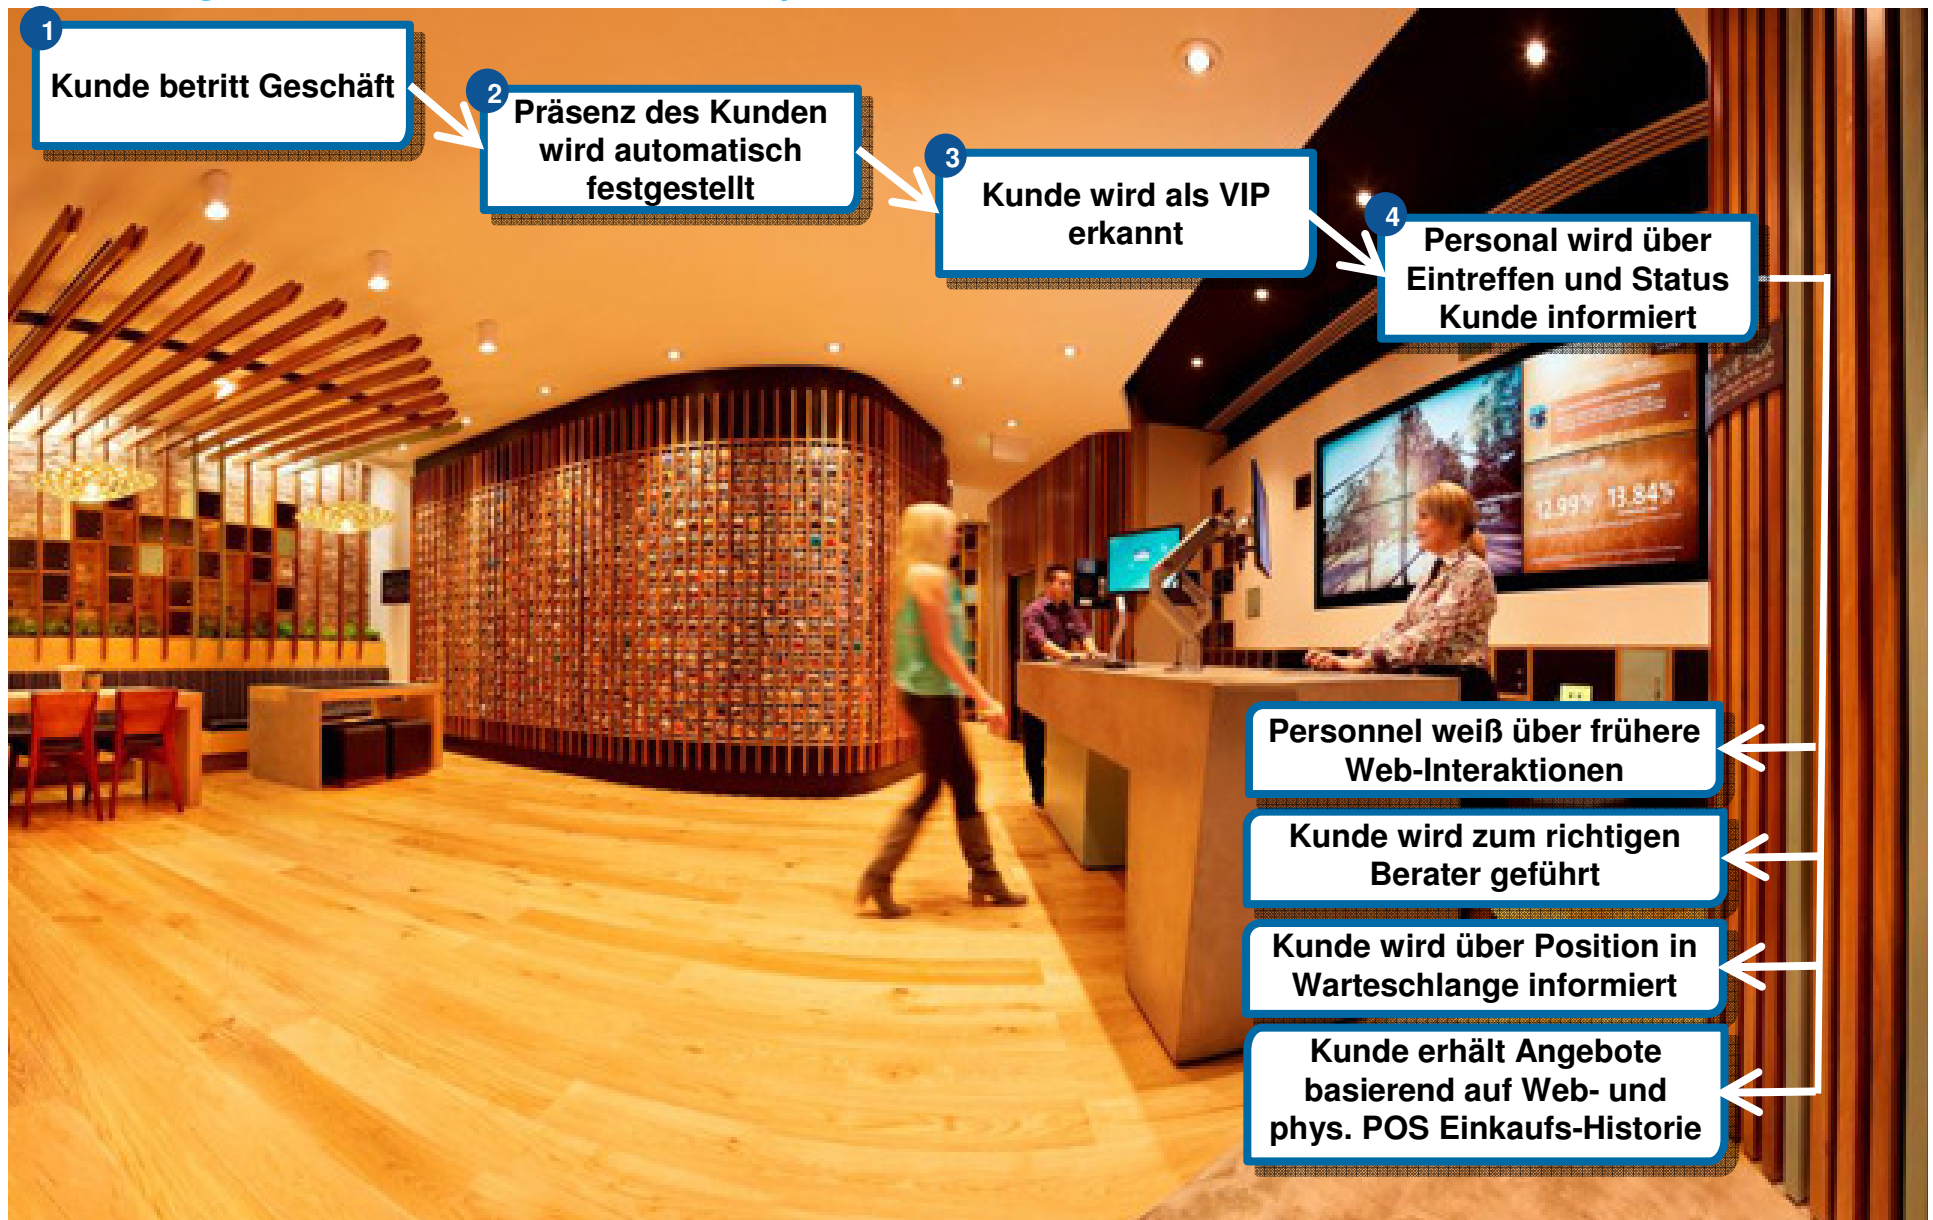 1
Kunde betritt Geschäft
2
Präsenz des Kunden
wird automatisch
festgestellt
3
Kunde wird als VIP
erkannt
4
Personal wird über
Eintreffen und Status
Kunde informiert
12.99% 13.84%
Personnel weiß über frühere
Web-Interaktionen
Kunde wird zum richtigen
Berater geführt
Kunde wird über Position in
Warteschlange informiert
Kunde erhält Angebote
basierend auf Web- und
phys. POS Einkaufs-Historie